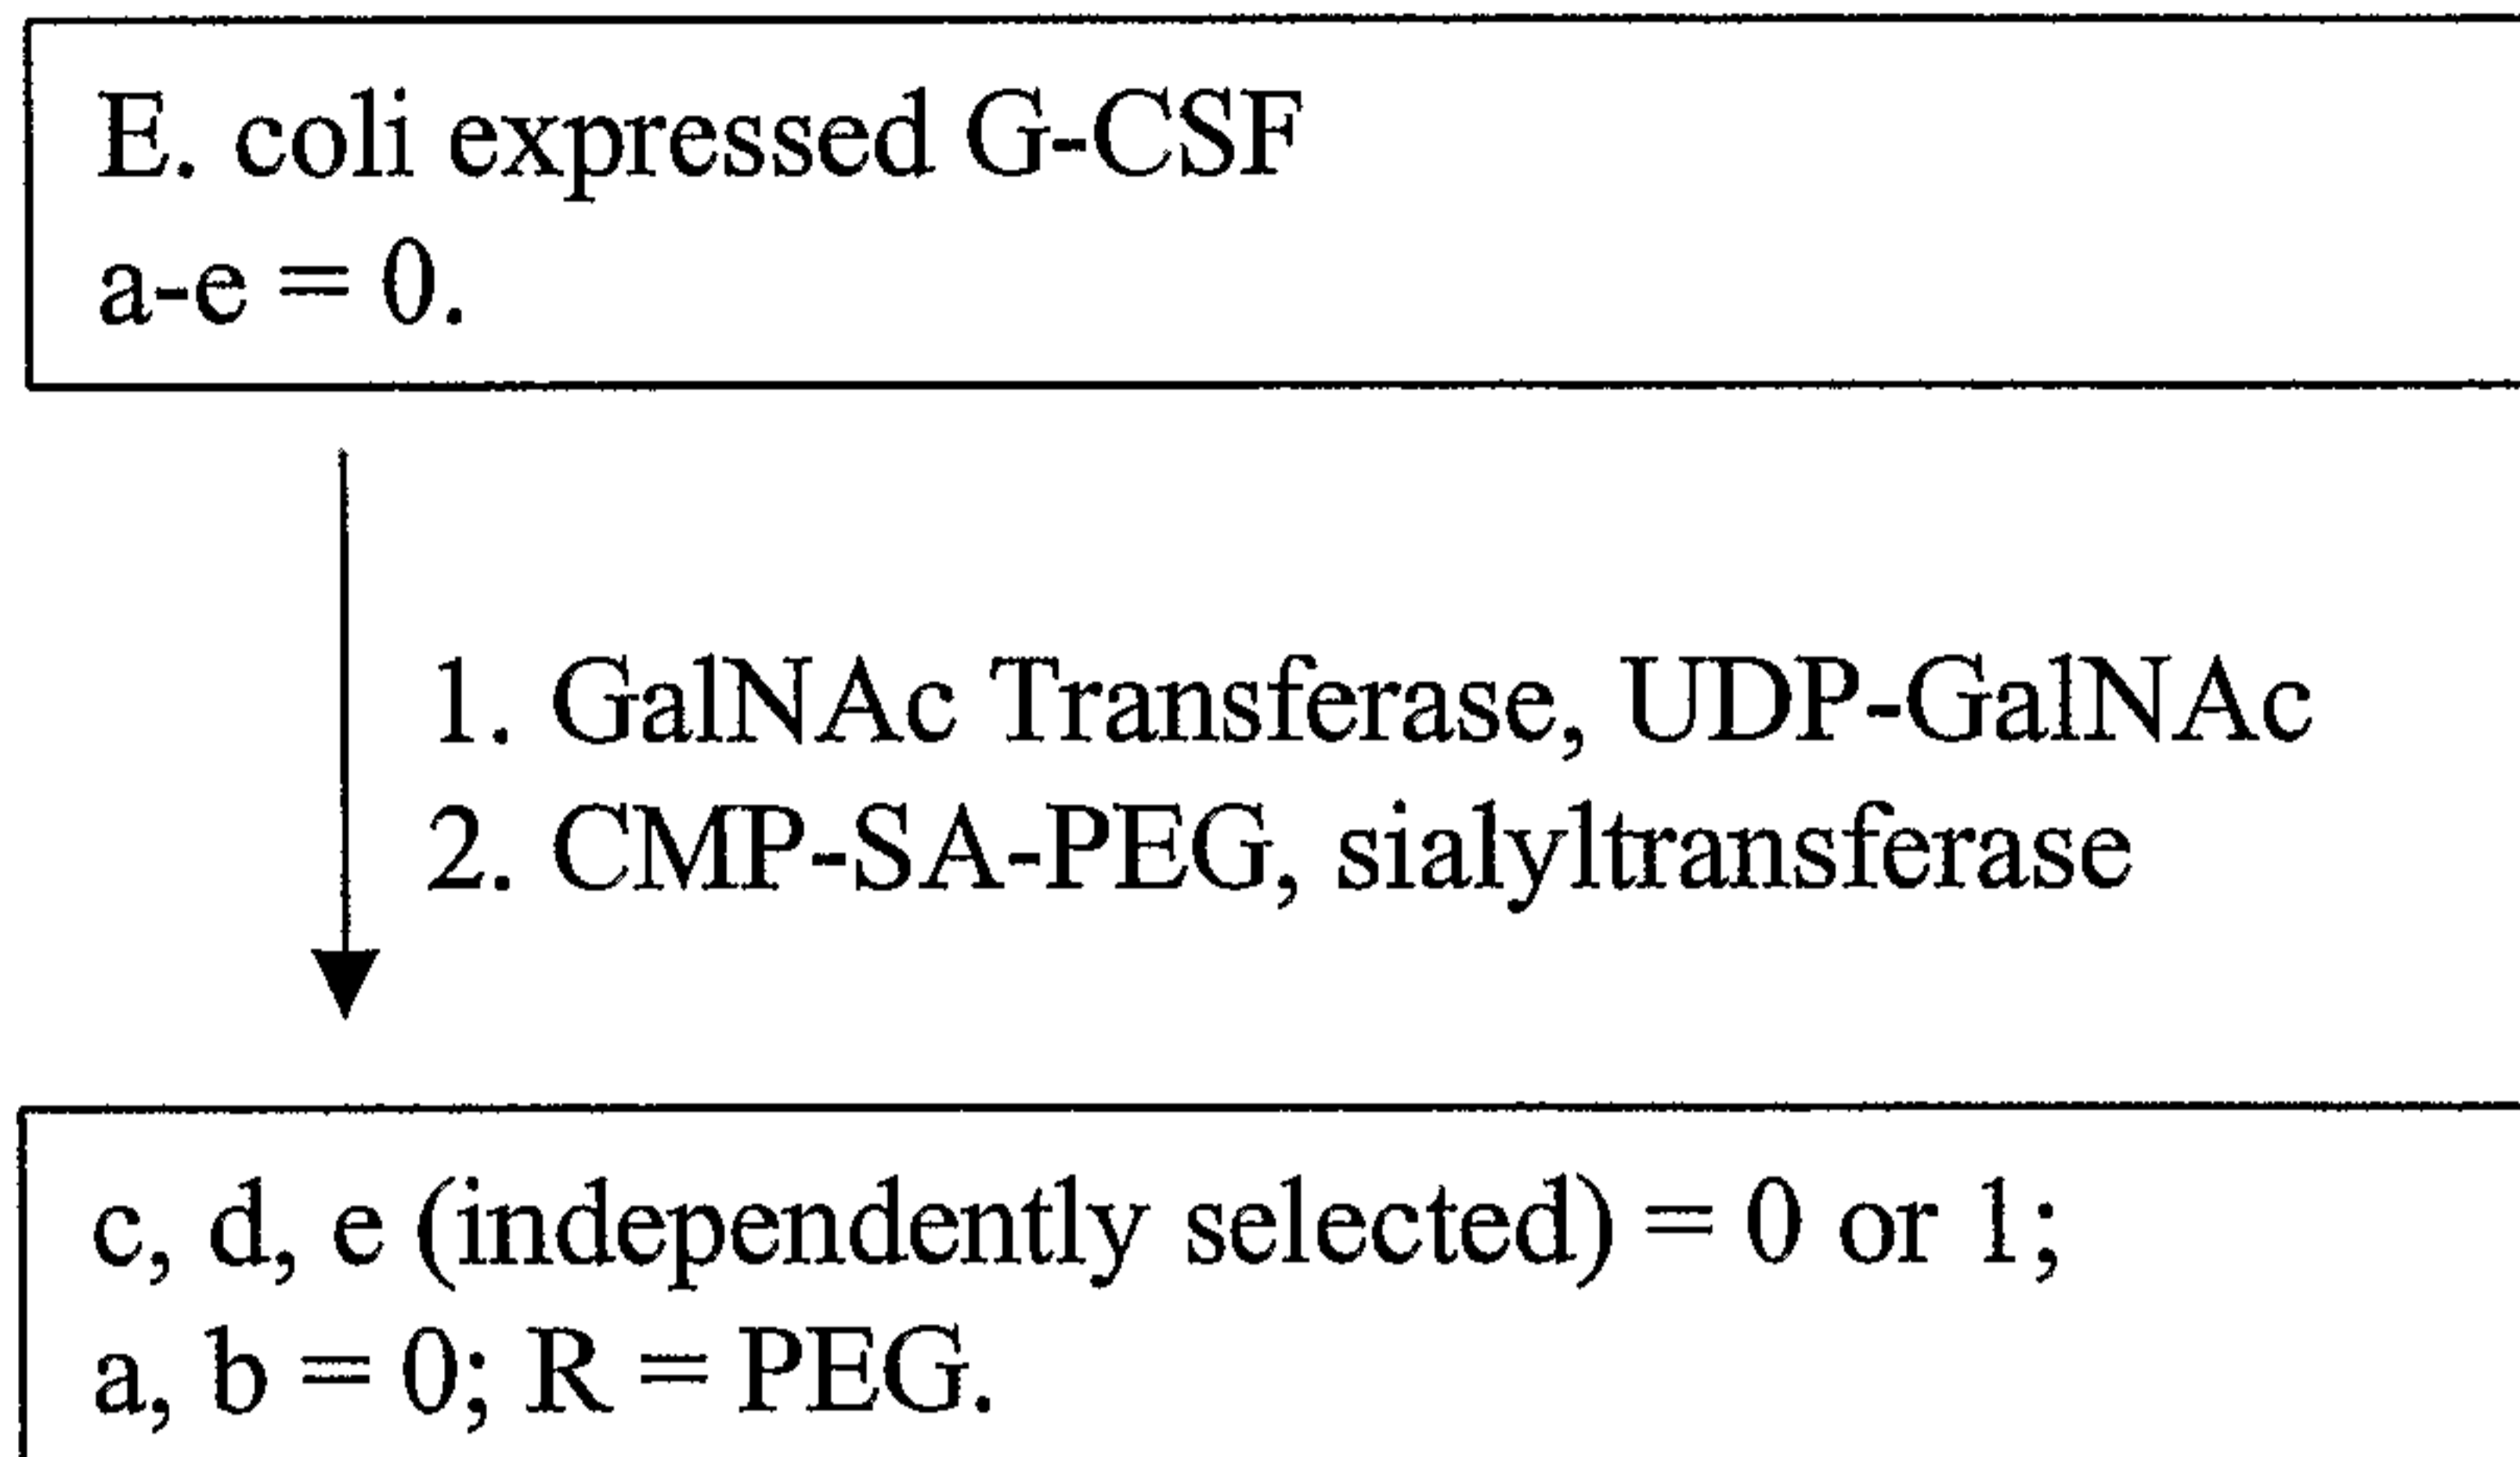 E. coli expressed G-CSF
a-e = 0.
1. GalNAc Transferase, UDP-GalNAc
2. CMP-SA-PEG, sialyltransferase
c, d, e (independently selected) = 0 or 1;
a, b = 0; R = PEG.